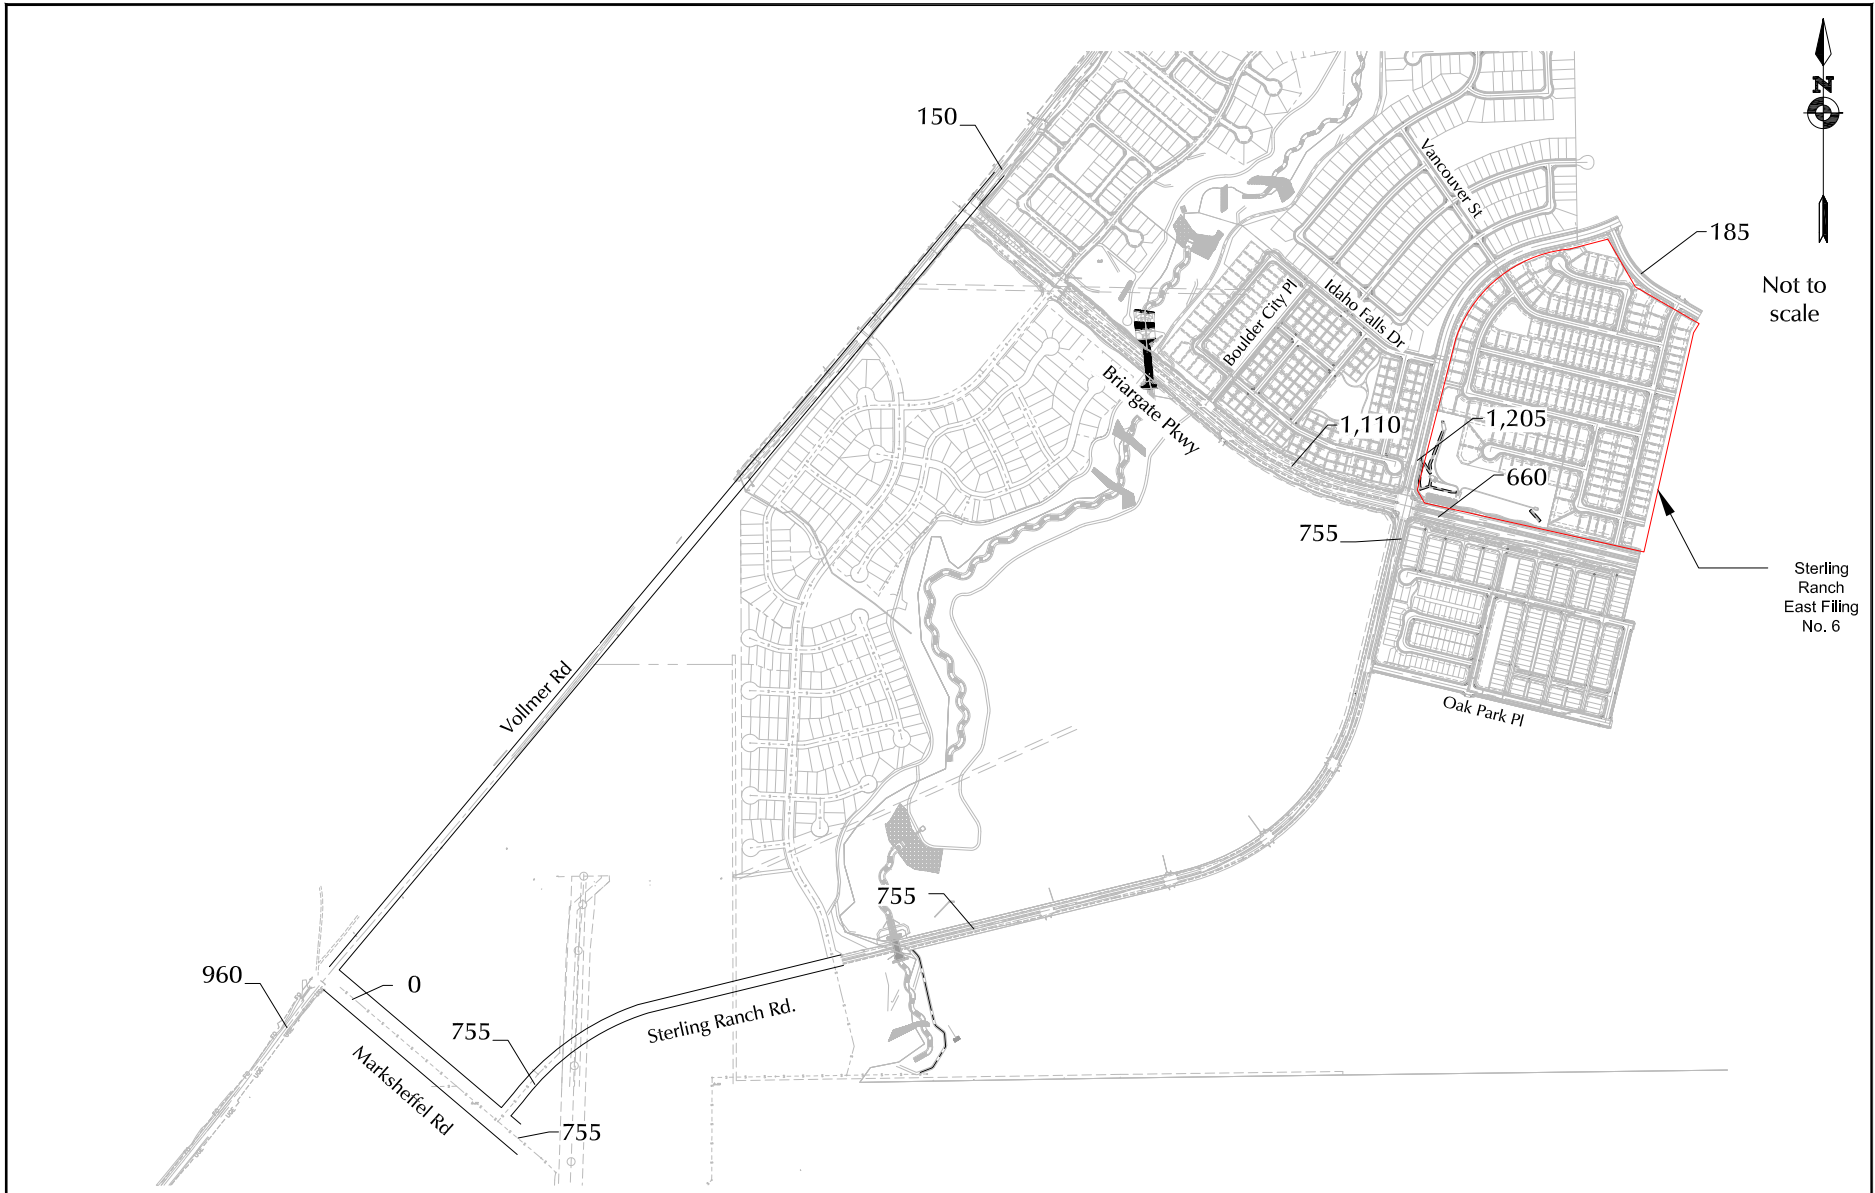 N
Not to
scale
150
Vancouver St
185
Idaho Falls Dr
Boulder City Pl
Briargate Pkwy
1,110
1,205
660
755
Sterling
Ranch
East Filing
No. 6
Oak Park Pl
Vollmer Rd
755
960
0
755
Sterling Ranch Rd.
Marksheffel Rd
755